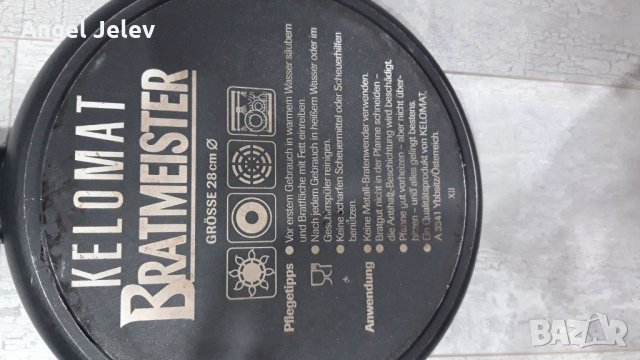 Angel Jelev
KELOMAT
BRATMEISTER
GRÖSSE 28 cm Ø
Pflegetipps
• Vor erstem Gebrauch in warmem Wasser säubern
und Bratfläche mit Fett einreiben.
• Nach jedem Gebrauch in heißem Wasser oder im
Geschirrspüler reinigen.
• Keine scharfen Scheuermittel oder Scheuerhilfen
benützen.
Anwendung
• Keine Metall-Bratenwender verwenden.
• Bratgut nicht in der Pfanne schneiden –
die Antihaft-Beschichtung wird beschädigt.
• Pfanne gut vorheizen – aber nicht über-
hitzen – und alles gelingt bestens.
• Ein Qualitätsprodukt von KELOMAT,
A 3341 Ybbsitz/Österreich.
XII
BAZAR
bg